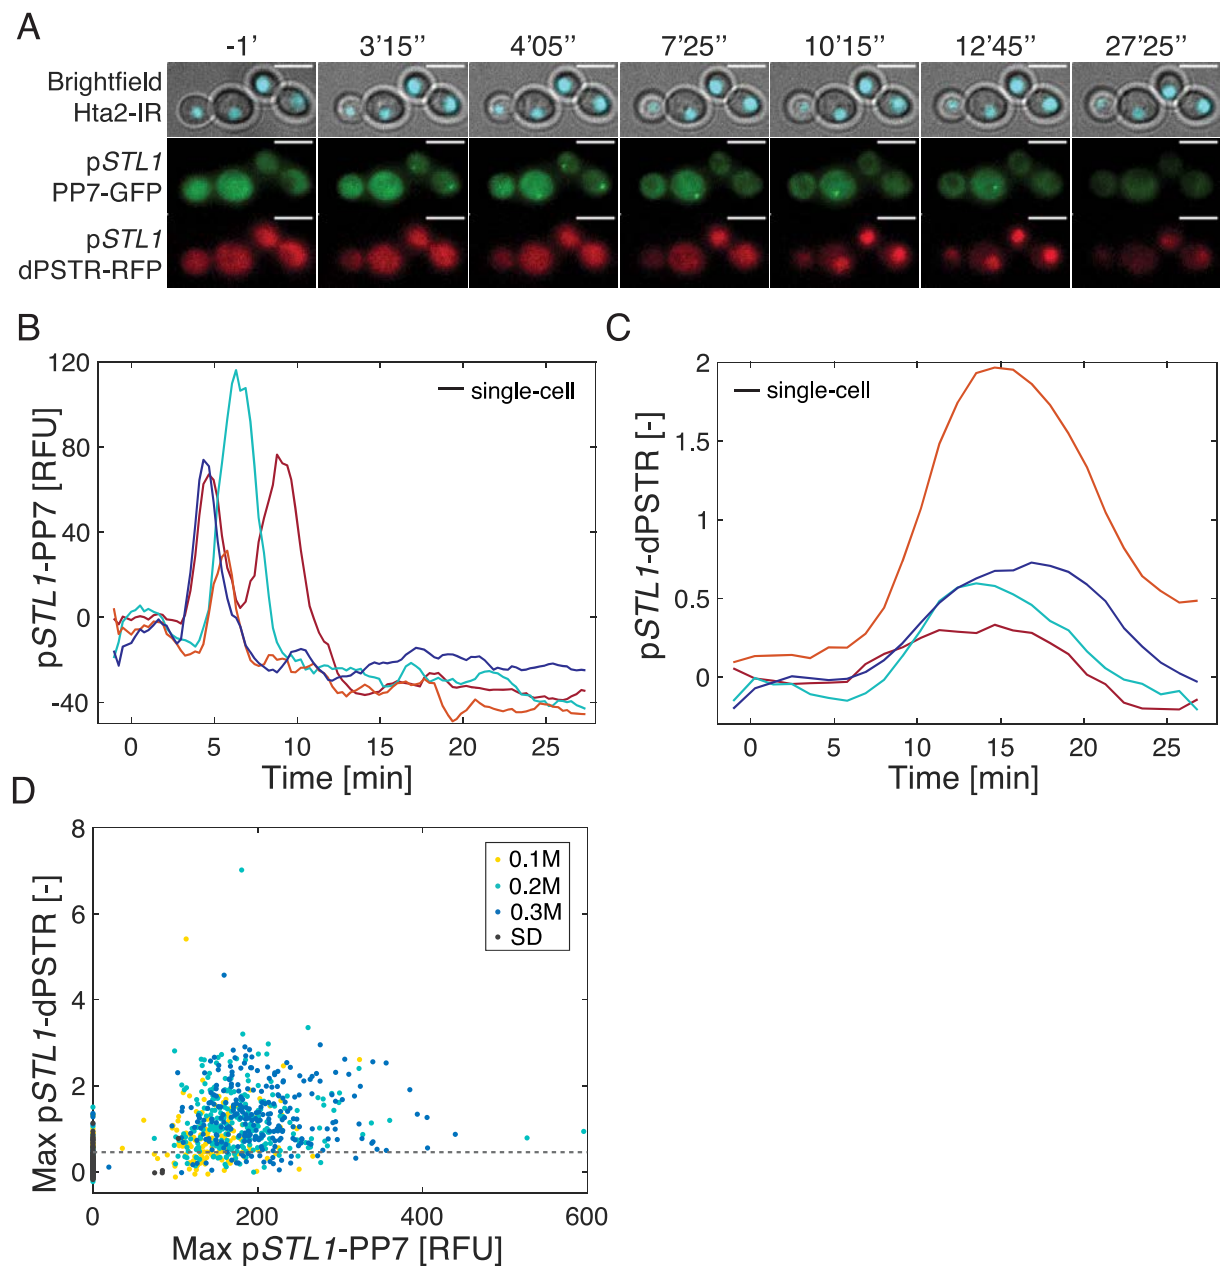 A
-1' 3'15'' 4'05'' 7'25'' 10'15'' 12'45'' 27'25''
Brightfield
Hta2-IR
pSTL1
PP7-GFP
pSTL1
dPSTR-RFP
B
120
80
40
0
-40
pSTL1-PP7 [RFU]
single-cell
0 5 10 15 20 25
Time [min]
C
2
1.5
1
0.5
0
pSTL1-dPSTR [-]
single-cell
0 5 10 15 20 25
Time [min]
D
8
6
4
2
0
Max pSTL1-dPSTR [-]
0.1M
0.2M
0.3M
SD
0 200 400 600
Max pSTL1-PP7 [RFU]